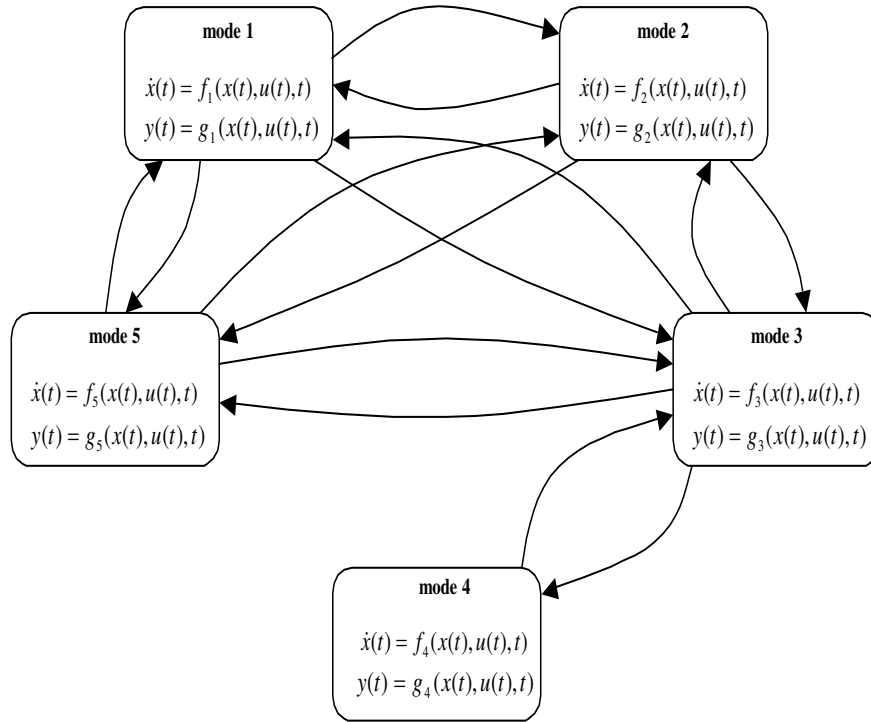 mode 1
ẋ(t) = f₁(x(t),u(t),t)
y(t) = g₁(x(t),u(t),t)
mode 2
ẋ(t) = f₂(x(t),u(t),t)
y(t) = g₂(x(t),u(t),t)
mode 5
ẋ(t) = f₅(x(t),u(t),t)
y(t) = g₅(x(t),u(t),t)
mode 3
ẋ(t) = f₃(x(t),u(t),t)
y(t) = g₃(x(t),u(t),t)
mode 4
ẋ(t) = f₄(x(t),u(t),t)
y(t) = g₄(x(t),u(t),t)